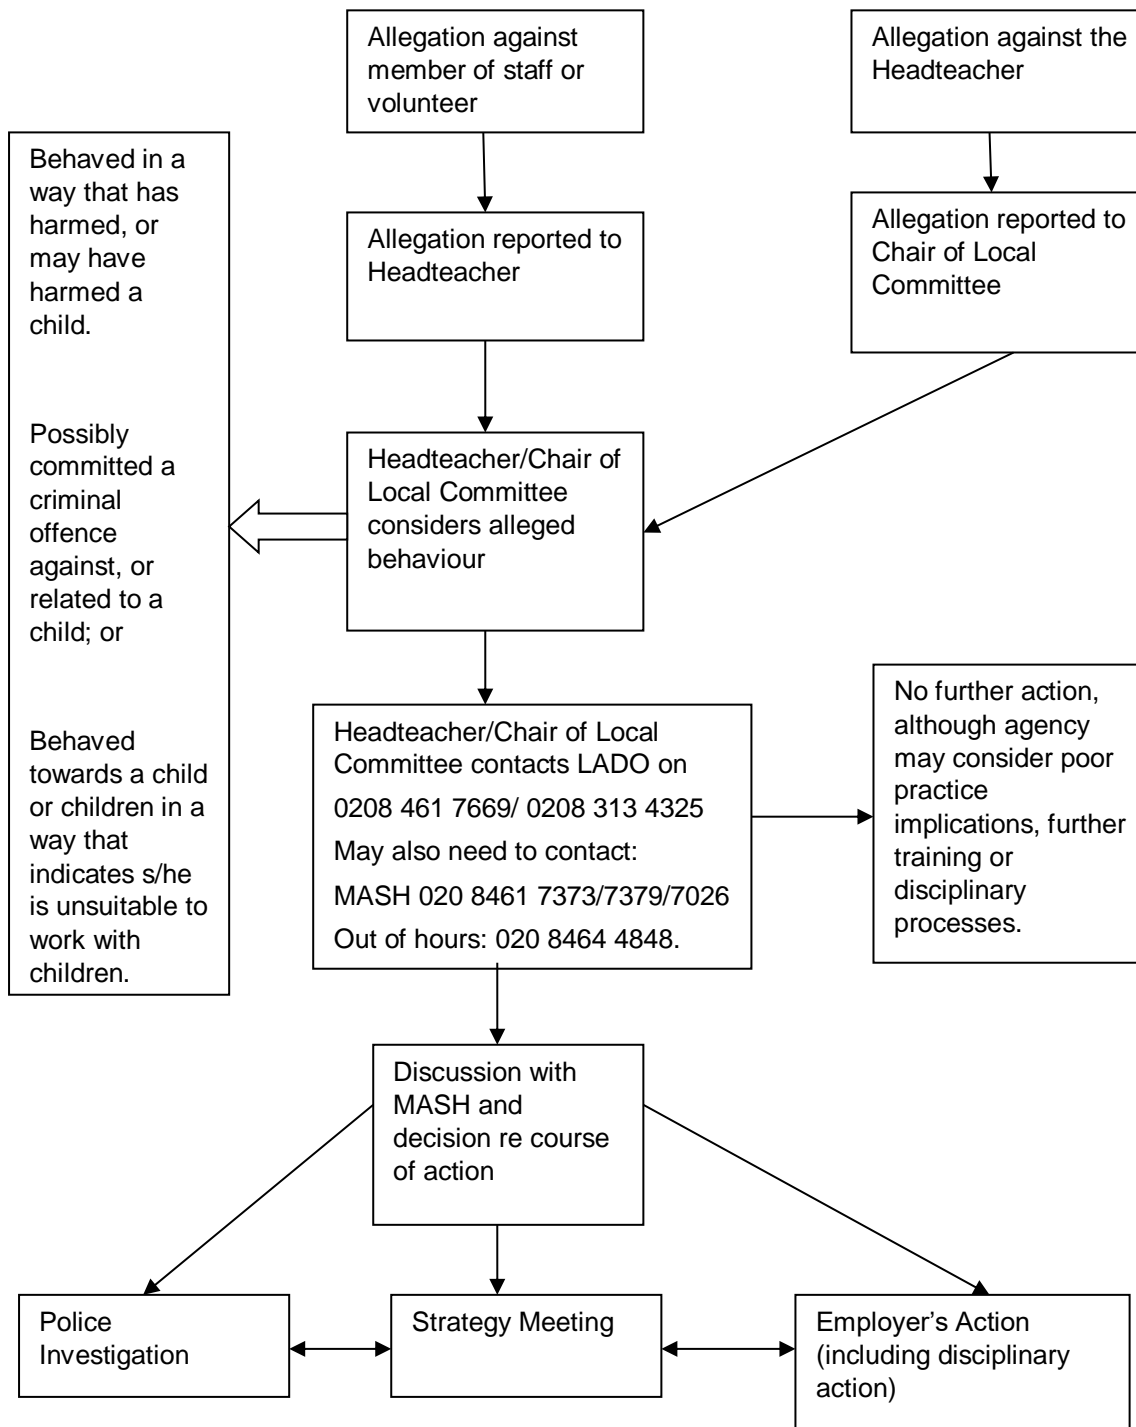 Allegation against
member of staff or
volunteer
Allegation against the
Headteacher
Behaved in a
way that has
harmed, or
may have
harmed a
child.
Possibly
committed a
criminal
offence
against, or
related to a
child; or
Behaved
towards a child
or children in a
way that
indicates s/he
is unsuitable to
work with
children.
Allegation reported to
Headteacher
Allegation reported to
Chair of Local
Committee
Headteacher/Chair of
Local Committee
considers alleged
behaviour
Headteacher/Chair of Local
Committee contacts LADO on
0208 461 7669/ 0208 313 4325
May also need to contact:
MASH 020 8461 7373/7379/7026
Out of hours: 020 8464 4848.
No further action,
although agency
may consider poor
practice
implications, further
training or
disciplinary
processes.
Discussion with
MASH and
decision re course
of action
Police
Investigation
Strategy Meeting
Employer’s Action
(including disciplinary
action)